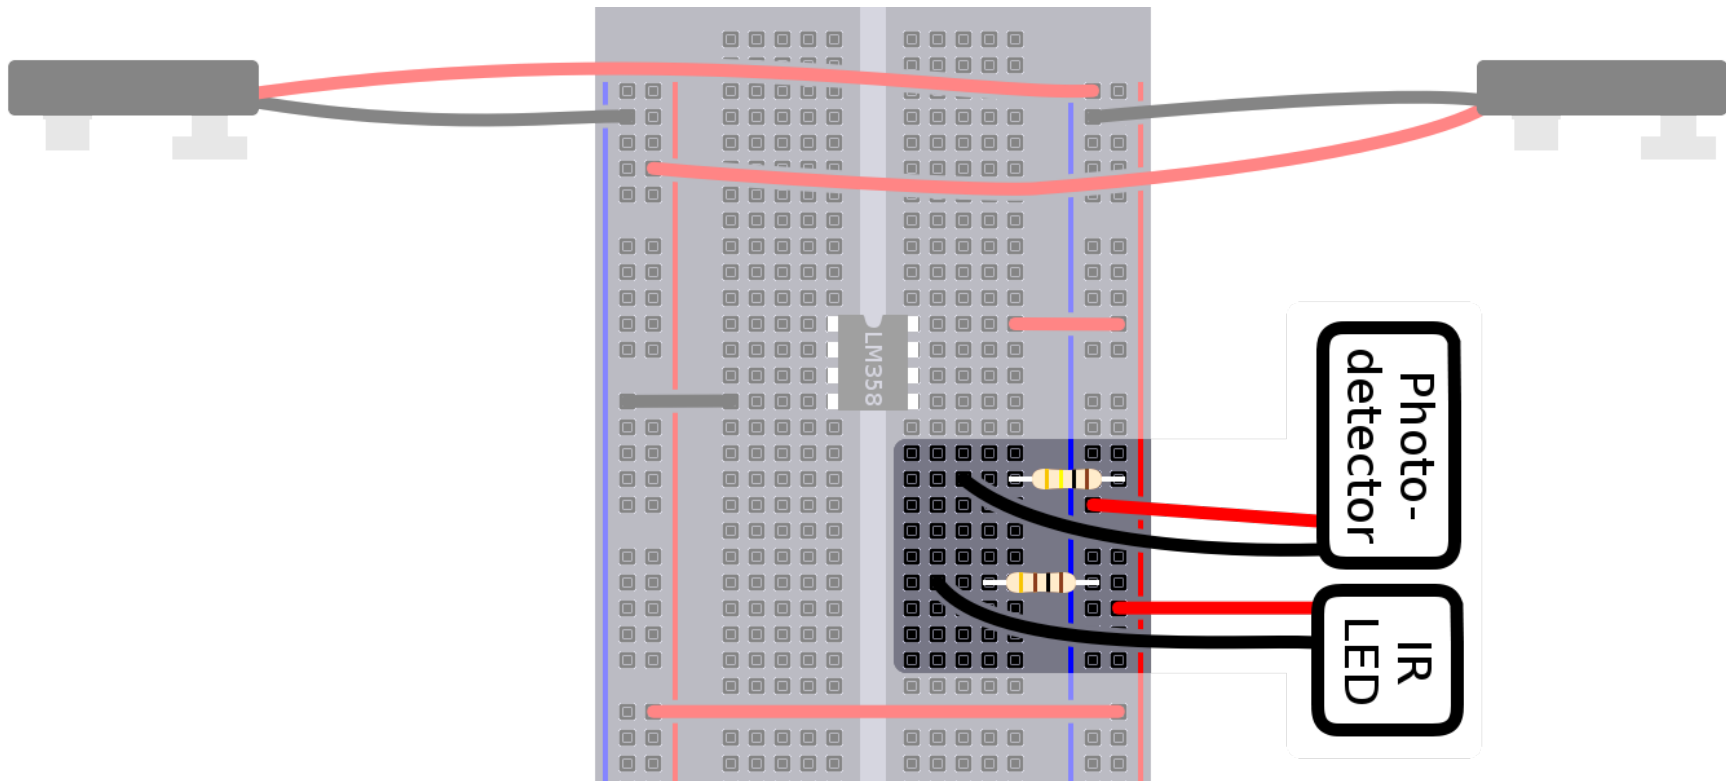 LM358
Photo-
detector
IR
LED